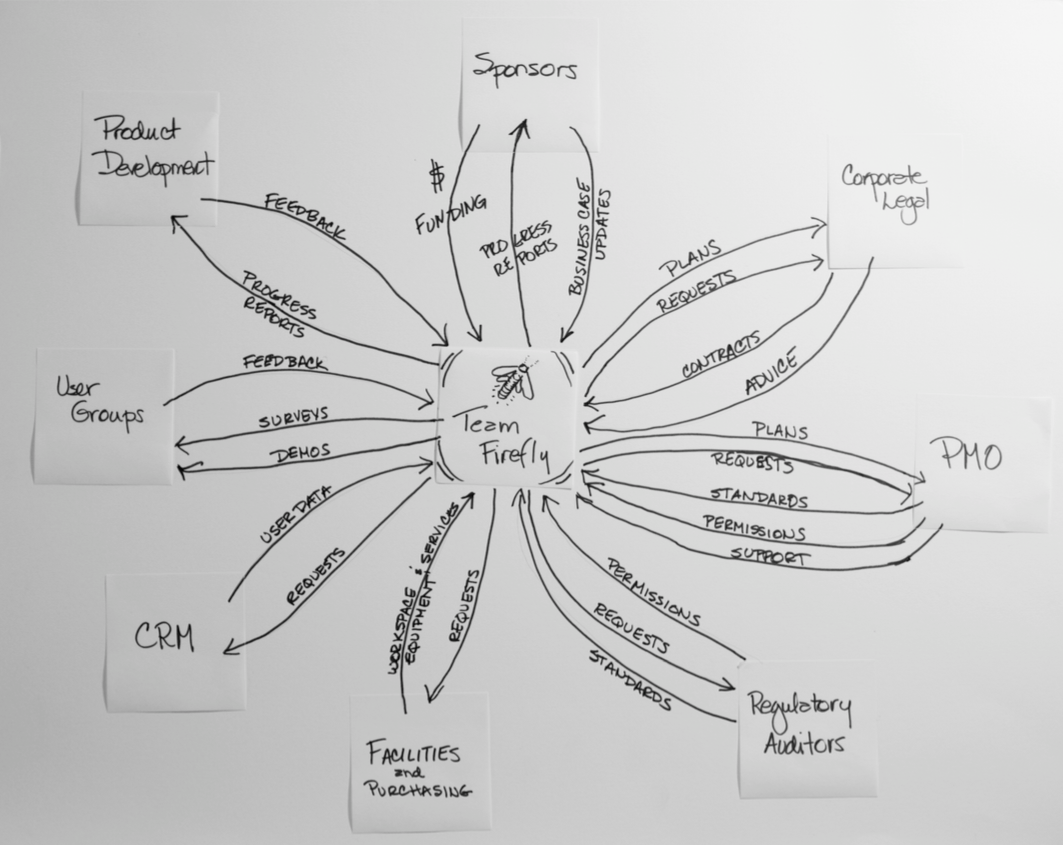 Sponsors
Product
Development
$
FUNDING
PROGRESS
REPORTS
BUSINESS CASE
UPDATES
Corporate
Legal
FEEDBACK
PROGRESS
REPORTS
PLANS
REQUESTS
CONTRACTS
ADVICE
User
Groups
FEEDBACK
SURVEYS
DEMOS
Team
Firefly
PLANS
REQUESTS
STANDARDS
PERMISSIONS
SUPPORT
PMO
USER DATA
REQUESTS
CRM
WORKSPACE &
EQUIPMENT & SERVICES
REQUESTS
PERMISSIONS
REQUESTS
STANDARDS
FACILITIES
and
PURCHASING
Regulatory
Auditors